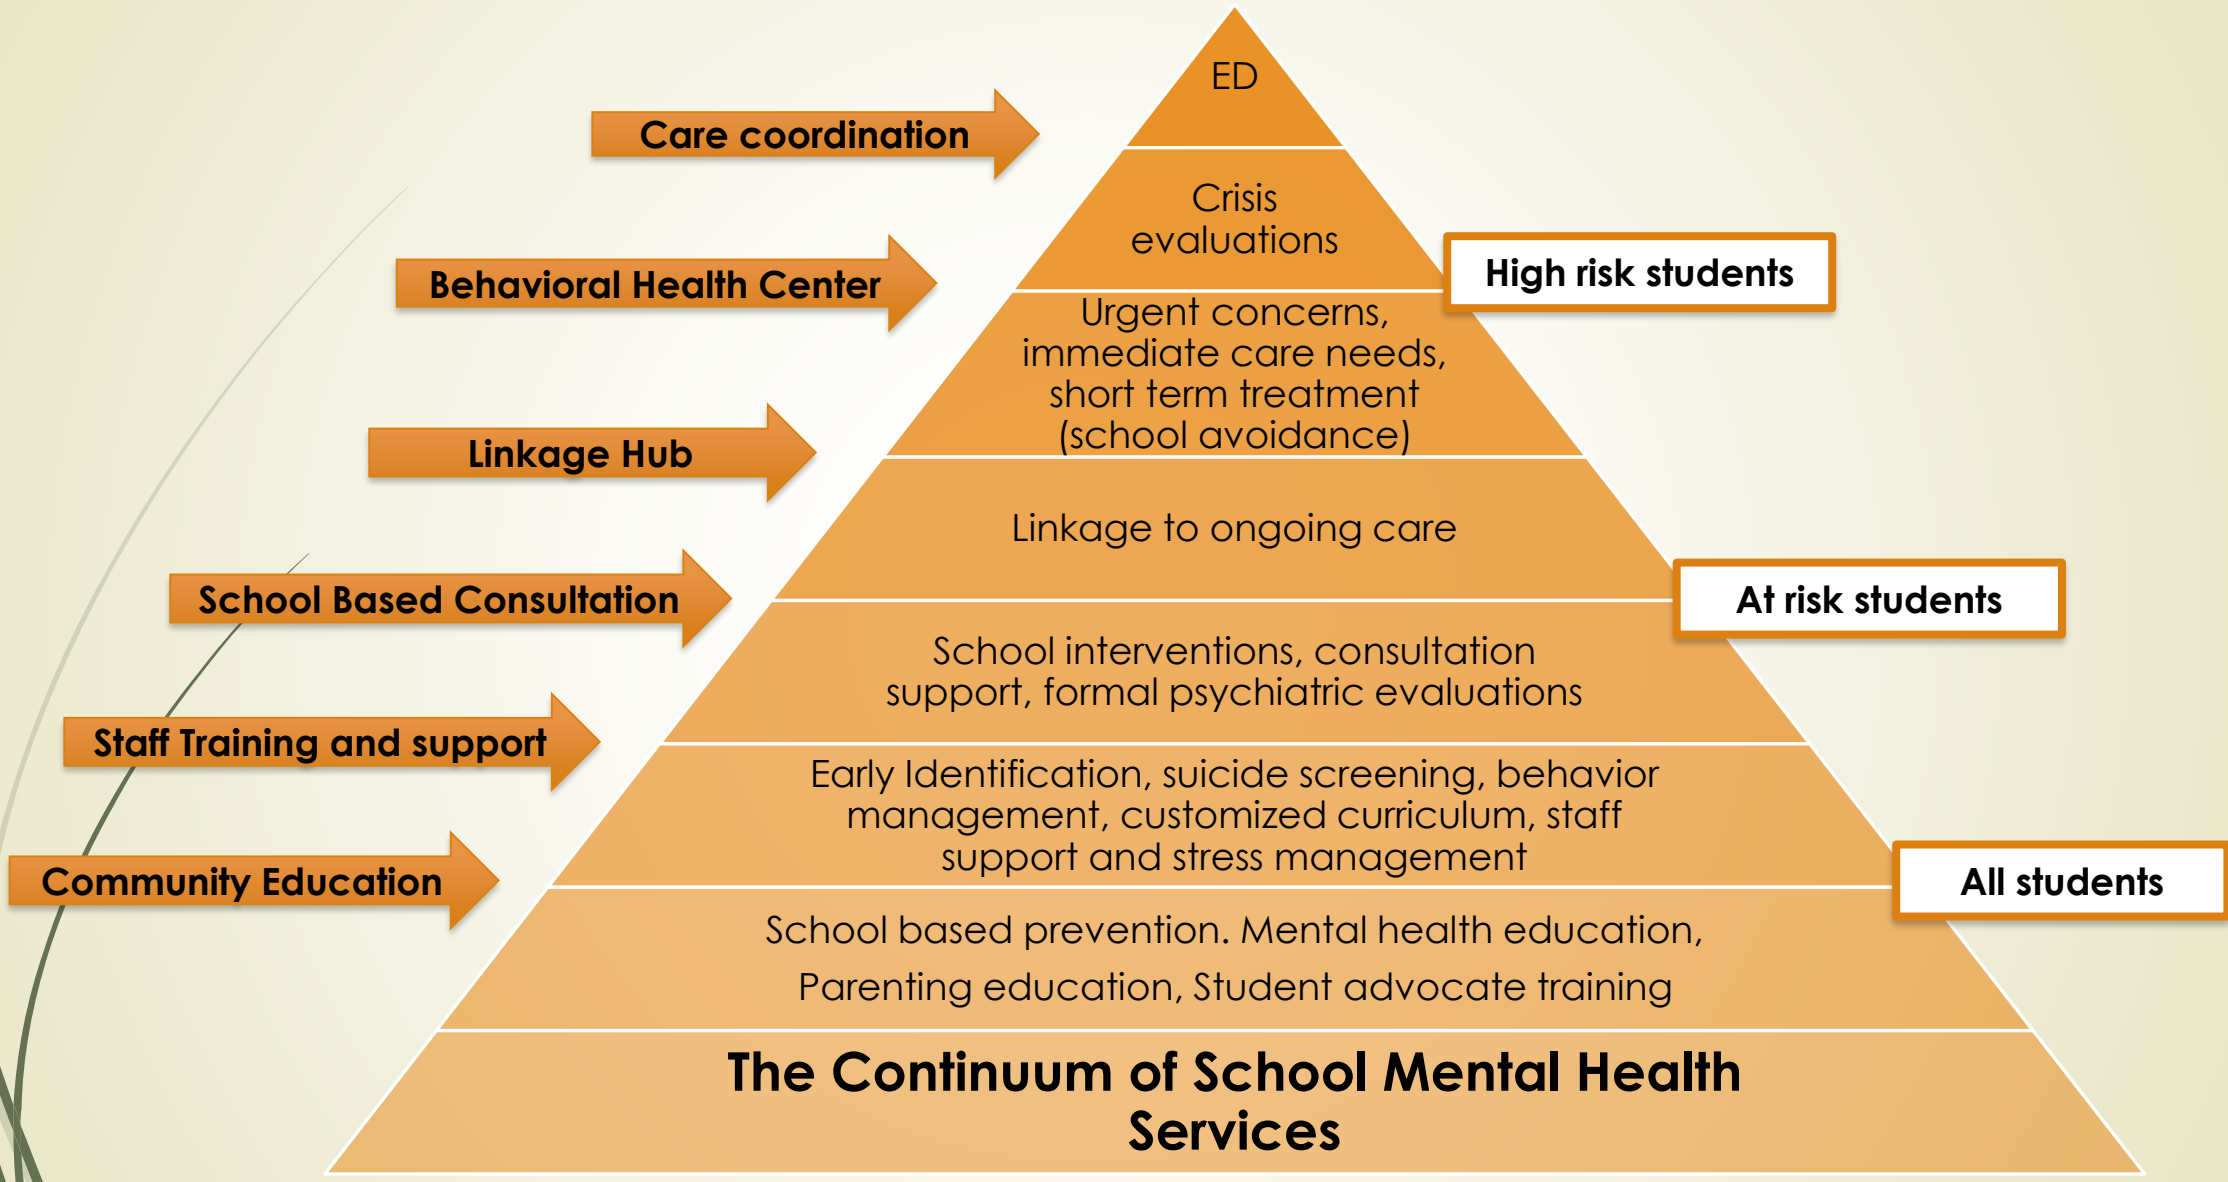 ED
Care coordination
Crisis
evaluations
Behavioral Health Center
High risk students
Urgent concerns,
immediate care needs,
short term treatment
(school avoidance)
Linkage Hub
Linkage to ongoing care
School Based Consultation
At risk students
School interventions, consultation
support, formal psychiatric evaluations
Staff Training and support
Early Identification, suicide screening, behavior
management, customized curriculum, staff
support and stress management
Community Education
All students
School based prevention. Mental health education,
Parenting education, Student advocate training
The Continuum of School Mental Health
Services